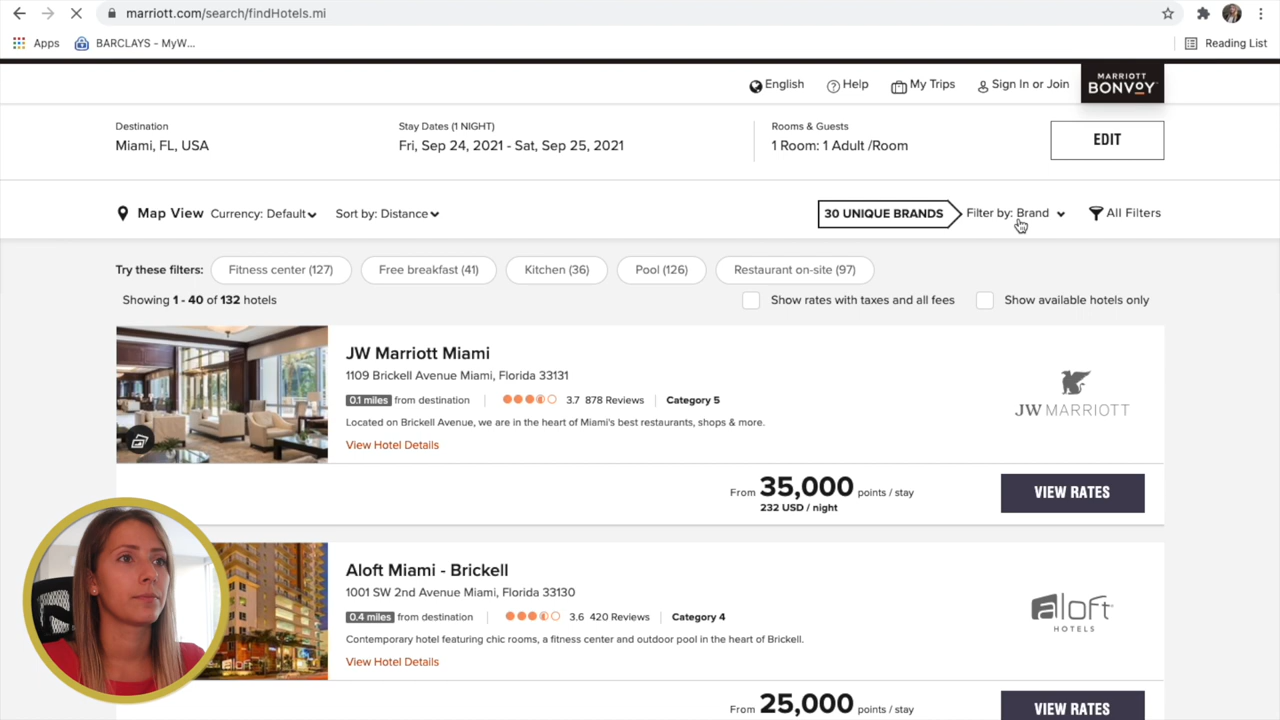 marriott.com/search/findHotels.mi
Apps BARCLAYS - MyW... Reading List
English Help My Trips Sign In or Join MARRIOTT BONVOY
Destination Stay Dates (1 NIGHT) Rooms & Guests
Miami, FL, USA Fri, Sep 24, 2021 - Sat, Sep 25, 2021 1 Room: 1 Adult /Room EDIT
Map View Currency: Default Sort by: Distance 30 UNIQUE BRANDS Filter by: Brand All Filters
Try these filters: Fitness center (127) Free breakfast (41) Kitchen (36) Pool (126) Restaurant on-site (97)
Showing 1 - 40 of 132 hotels Show rates with taxes and all fees Show available hotels only
JW Marriott Miami
1109 Brickell Avenue Miami, Florida 33131
0.1 miles from destination 3.7 878 Reviews Category 5
JW MARRIOTT
Located on Brickell Avenue, we are in the heart of Miami's best restaurants, shops & more.
View Hotel Details
From 35,000 points / stay VIEW RATES
232 USD / night
Aloft Miami - Brickell
1001 SW 2nd Avenue Miami, Florida 33130
0.4 miles from destination 3.6 420 Reviews Category 4
aloft HOTELS
Contemporary hotel featuring chic rooms, a fitness center and outdoor pool in the heart of Brickell.
View Hotel Details
aloft
From 25,000 points / stay VIEW RATES